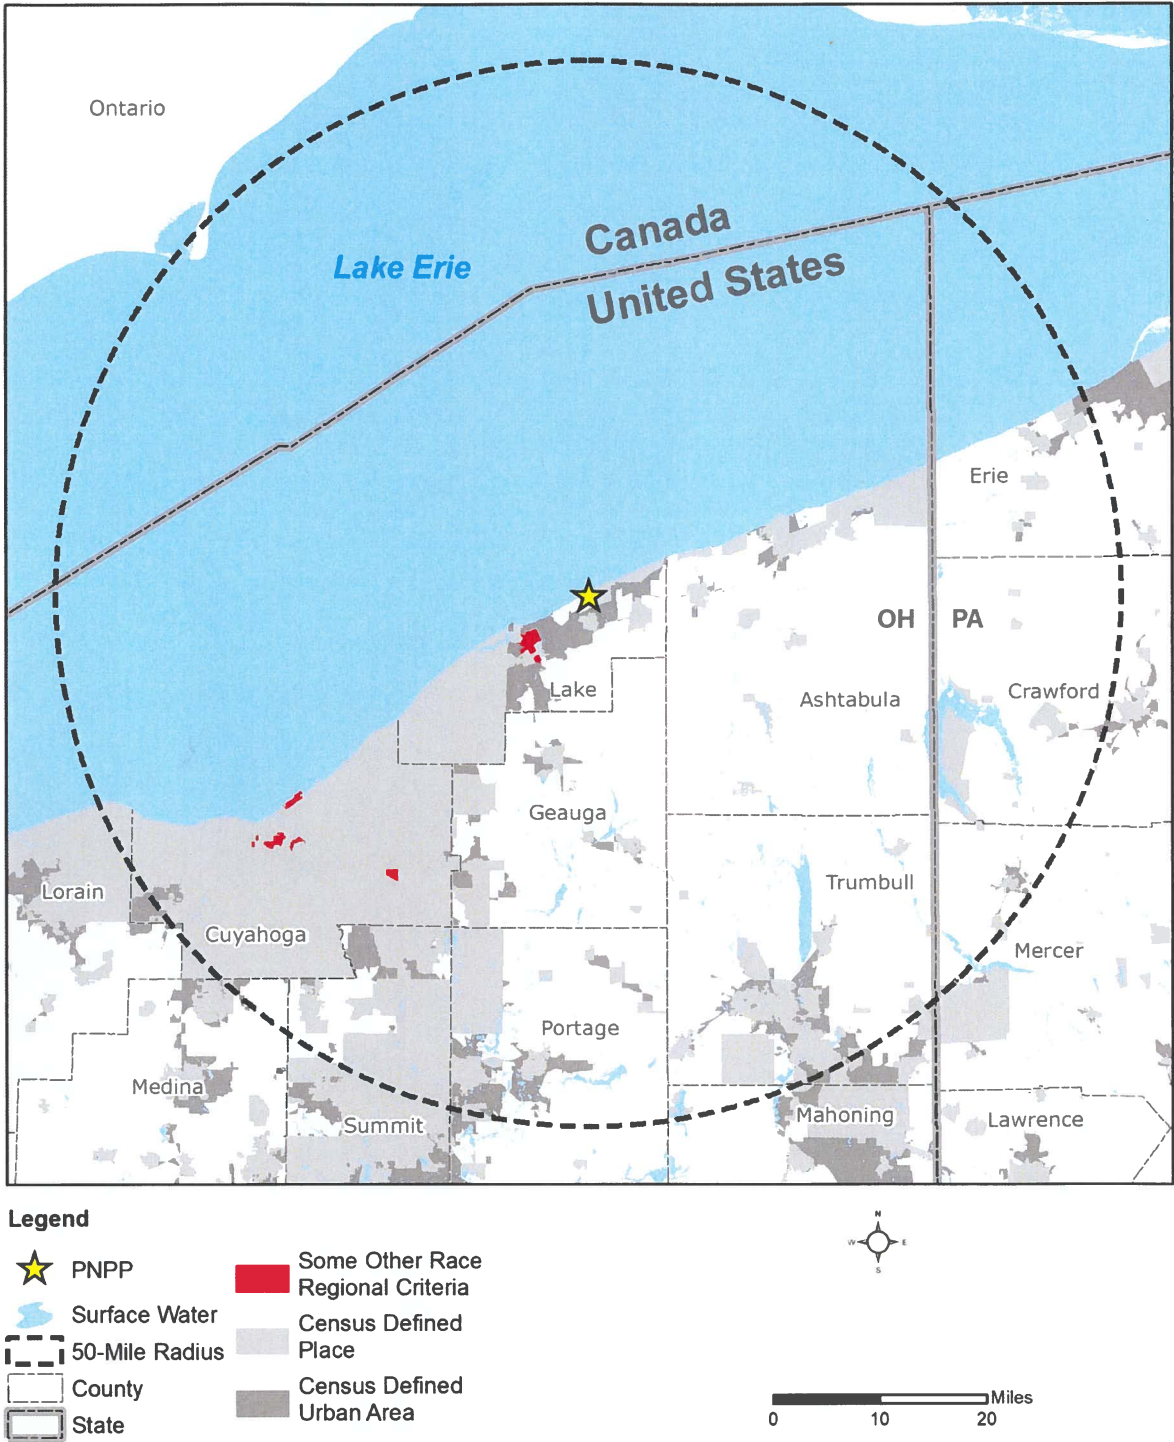 Ontario
Canada
Lake Erie
United States
Erie
OH
PA
Lake
Ashtabula
Crawford
Geauga
Lorain
Trumbull
Cuyahoga
Mercer
Portage
Medina
Summit
Mahoning
Lawrence
Legend
PNPP
Surface Water
50-Mile Radius
County
State
Some Other Race
Regional Criteria
Census Defined
Place
Census Defined
Urban Area
N
W
E
S
Miles
0
10
20